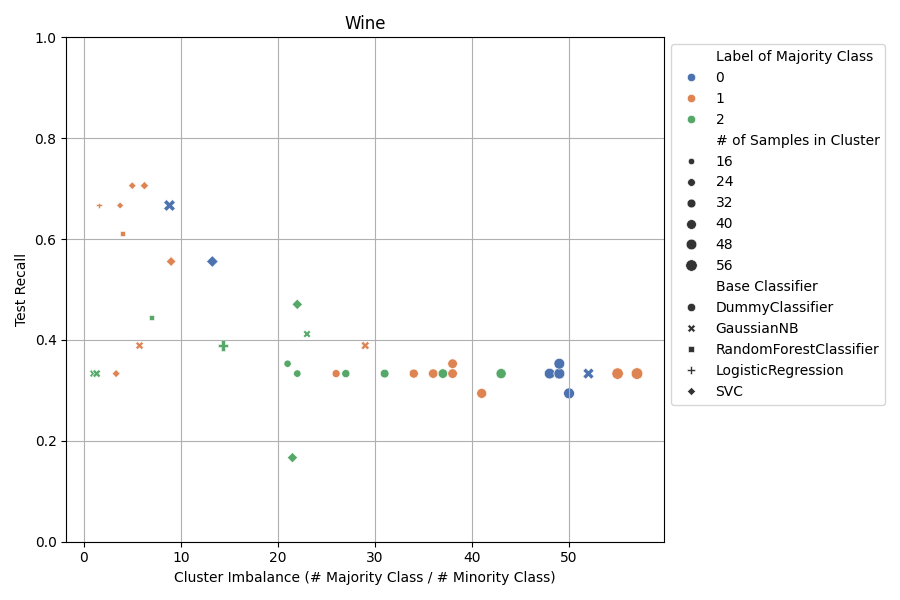 Wine
1.0
0.8
0.6
0.4
0.2
0.0
Test Recall
0 10 20 30 40 50
Cluster Imbalance (# Majority Class / # Minority Class)
Label of Majority Class
0
1
2
# of Samples in Cluster
16
24
32
40
48
56
Base Classifier
DummyClassifier
GaussianNB
RandomForestClassifier
LogisticRegression
SVC